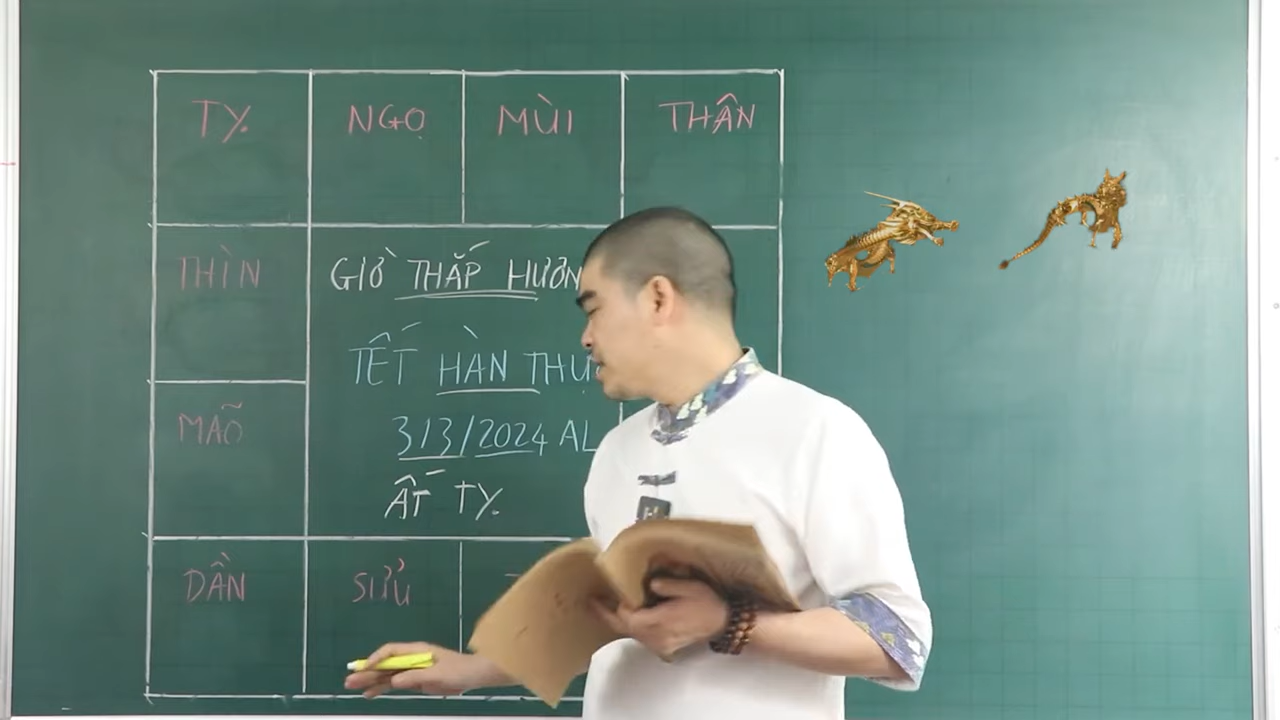 TỴ NGỌ MÙI THÂN
THÌN
GIỜ THẮP HƯƠN
TẾT HÀN THỰ
MÃO
3/3/2024 AL
ẤT TỴ
DẦN SỬU